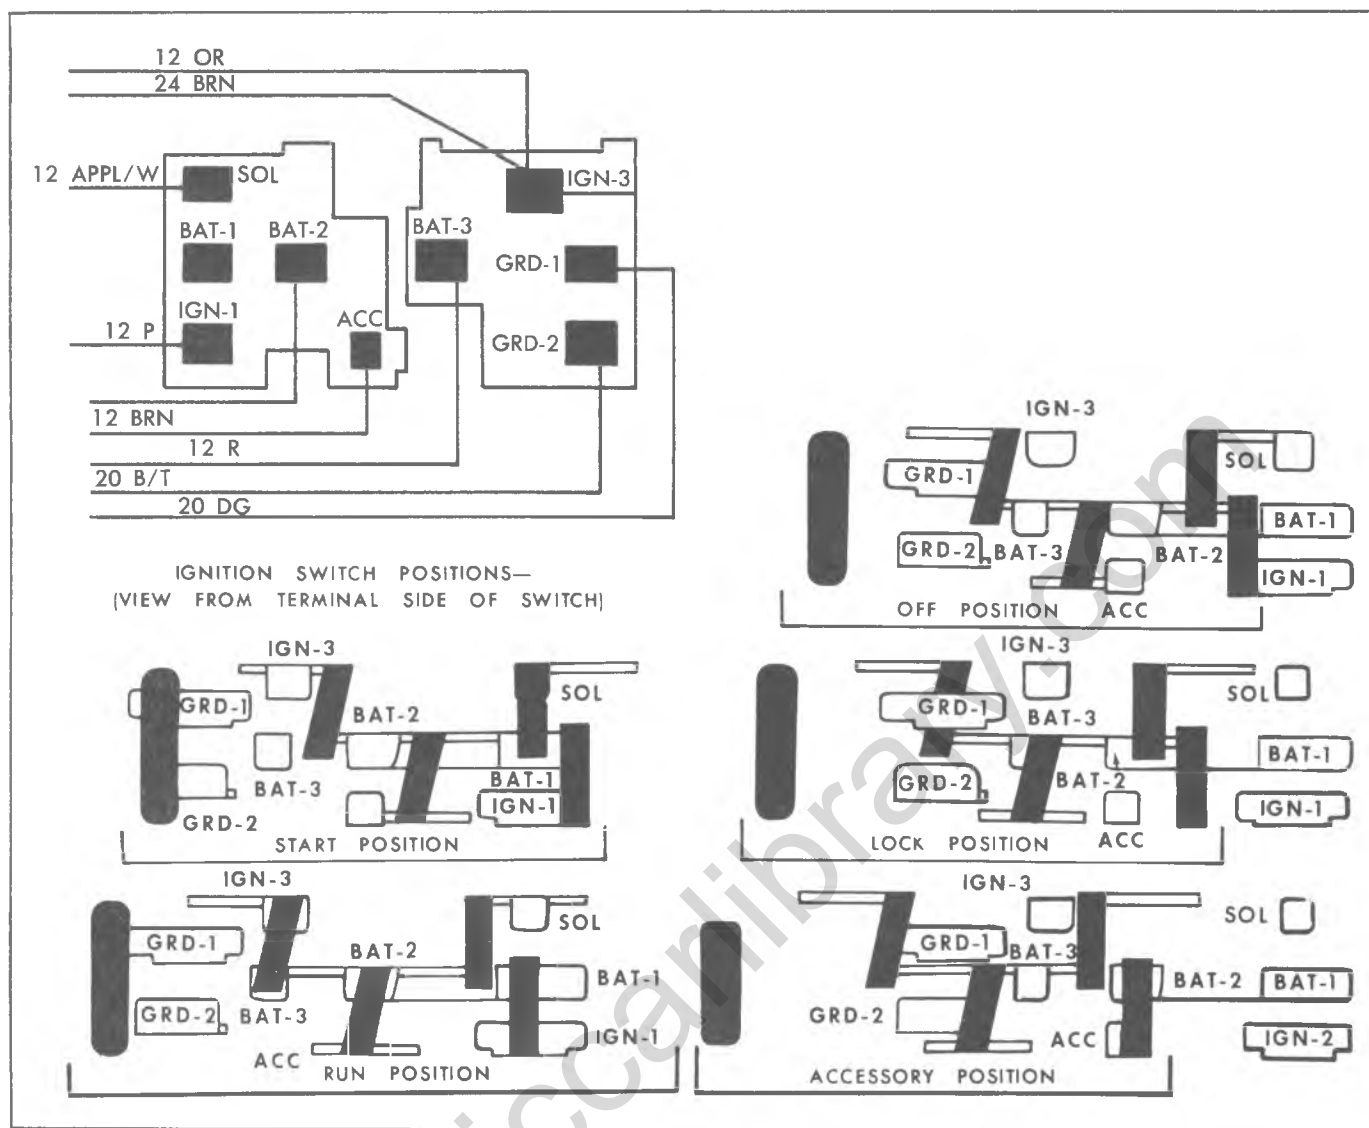 12 OR
24 BRN
12 APPL/W
SOL
IGN-3
BAT-1
BAT-2
BAT-3
GRD-1
IGN-1
12 P
ACC
GRD-2
12 BRN
12 R
20 B/T
20 DG
IGNITION SWITCH POSITIONS—
(VIEW FROM TERMINAL SIDE OF SWITCH)
IGN-3
SOL
GRD-1
BAT-1
GRD-2
BAT-3
BAT-2
IGN-1
OFF POSITION
ACC
IGN-3
GRD-1
SOL
BAT-2
BAT-3
BAT-1
IGN-1
GRD-2
START POSITION
IGN-3
SOL
GRD-1
BAT-3
BAT-1
GRD-2
BAT-2
IGN-1
LOCK POSITION
ACC
IGN-3
SOL
GRD-1
BAT-2
BAT-1
GRD-2
BAT-3
IGN-1
ACC
RUN POSITION
IGN-3
SOL
GRD-1
BAT-3
BAT-2
BAT-1
GRD-2
ACC
IGN-2
ACCESSORY POSITION
iccarlibrary.com